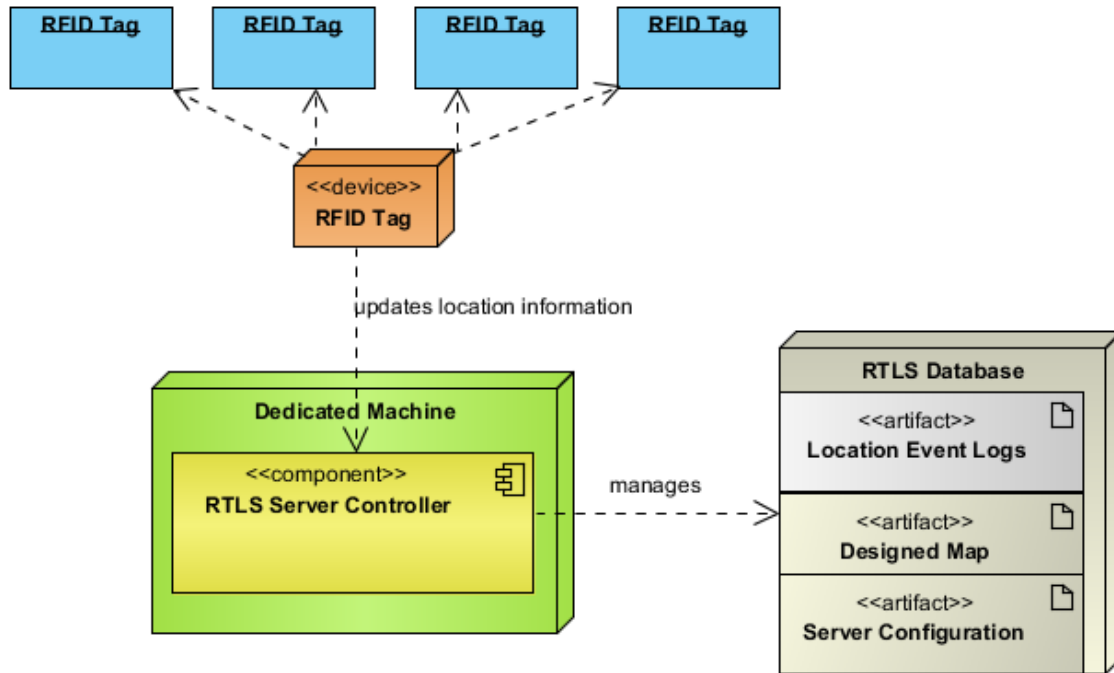 RFID Tag
RFID Tag
RFID Tag
RFID Tag
<<device>>
RFID Tag
updates location information
Dedicated Machine
<<component>>
RTLS Server Controller
manages
RTLS Database
<<artifact>>
Location Event Logs
<<artifact>>
Designed Map
<<artifact>>
Server Configuration